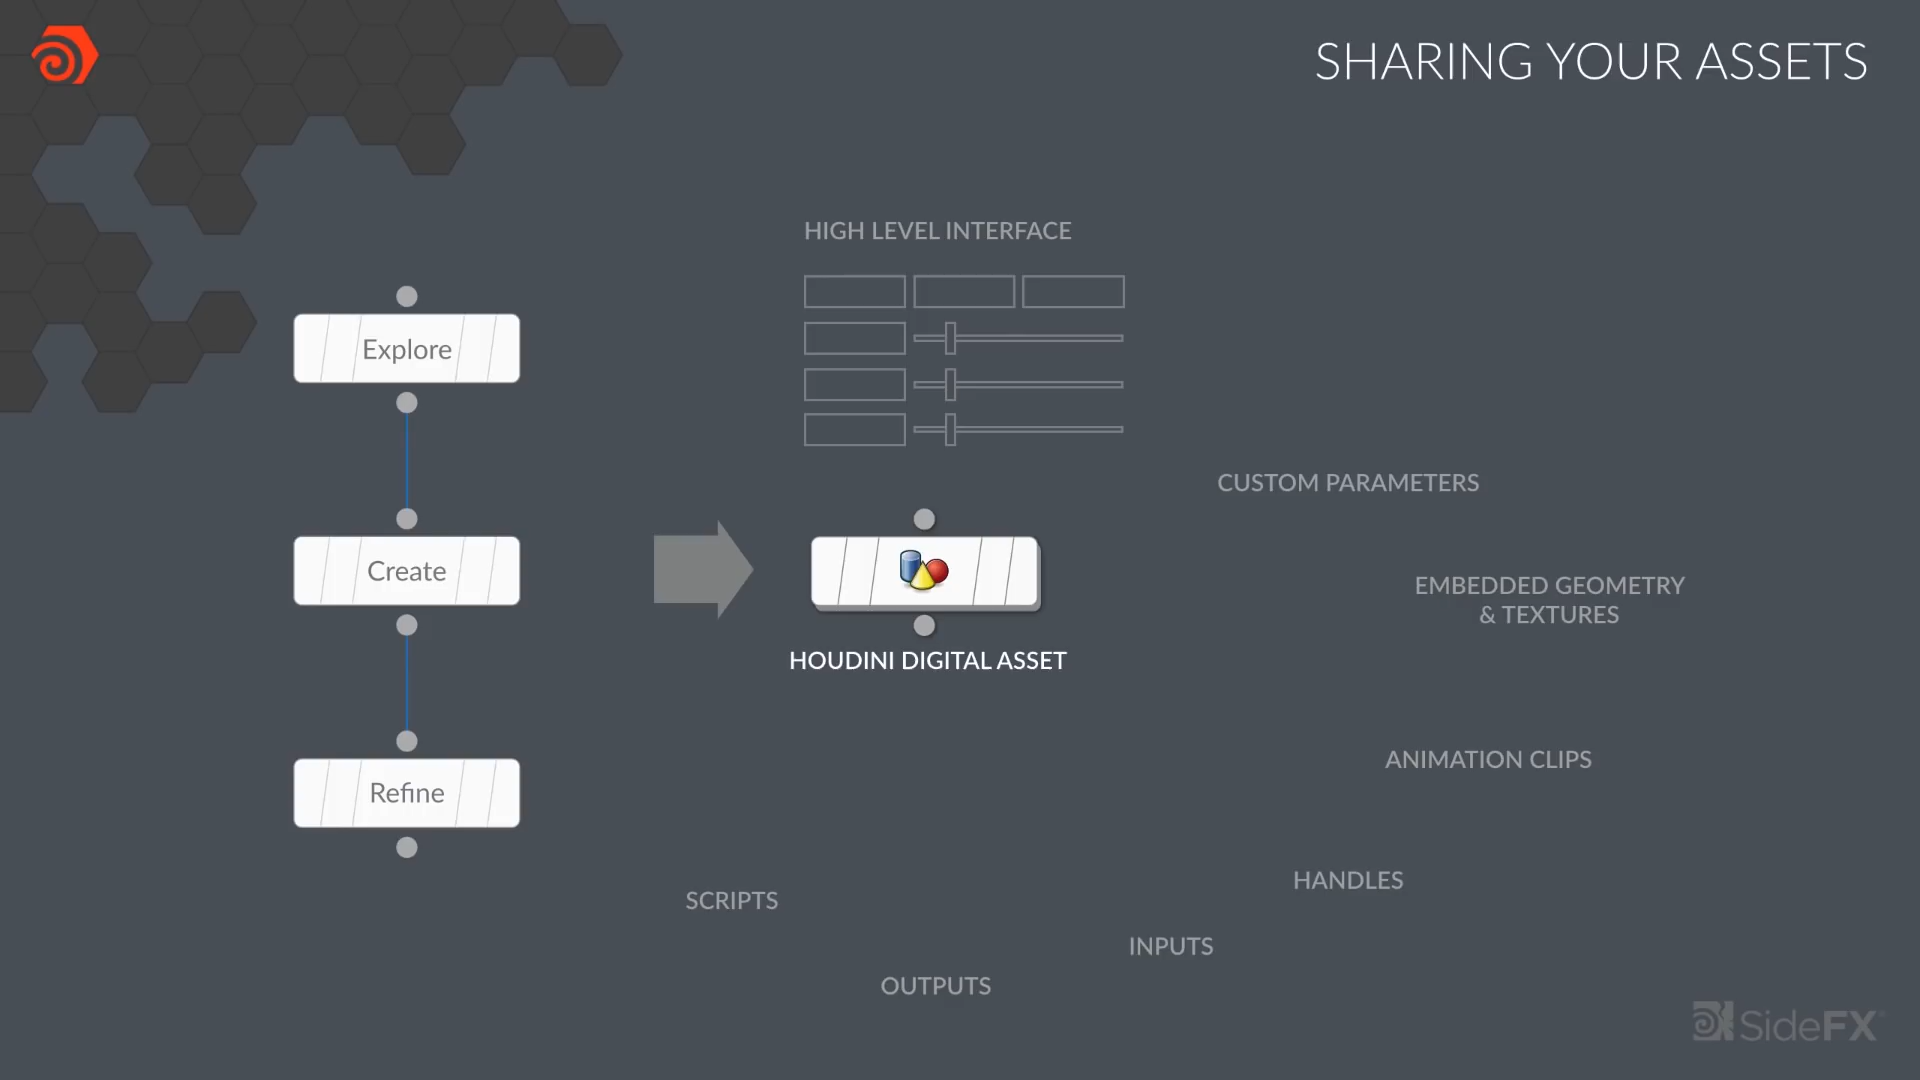 SHARING YOUR ASSETS
HIGH LEVEL INTERFACE
Explore
Create
Refine
HOUDINI DIGITAL ASSET
CUSTOM PARAMETERS
EMBEDDED GEOMETRY
& TEXTURES
ANIMATION CLIPS
HANDLES
INPUTS
OUTPUTS
SCRIPTS
SideFX